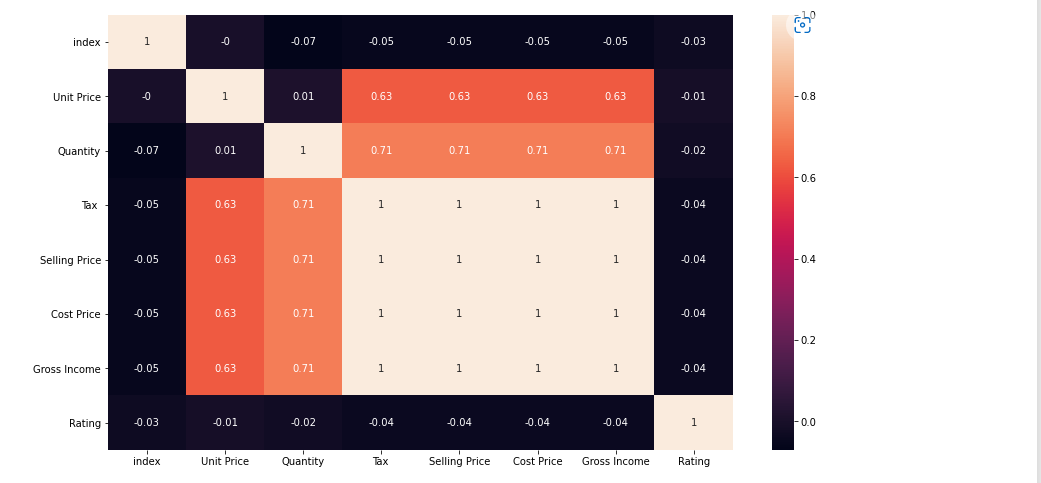 index 1 -0 -0.07 -0.05 -0.05 -0.05 -0.05 -0.03 1.0
Unit Price -0 1 0.01 0.63 0.63 0.63 0.63 -0.01
0.8
Quantity -0.07 0.01 1 0.71 0.71 0.71 0.71 -0.02
0.6
Tax -0.05 0.63 0.71 1 1 1 1 -0.04
Selling Price -0.05 0.63 0.71 1 1 1 1 -0.04
0.4
Cost Price -0.05 0.63 0.71 1 1 1 1 -0.04
0.2
Gross Income -0.05 0.63 0.71 1 1 1 1 -0.04
Rating -0.03 -0.01 -0.02 -0.04 -0.04 -0.04 -0.04 1
0.0
index Unit Price Quantity Tax Selling Price Cost Price Gross Income Rating